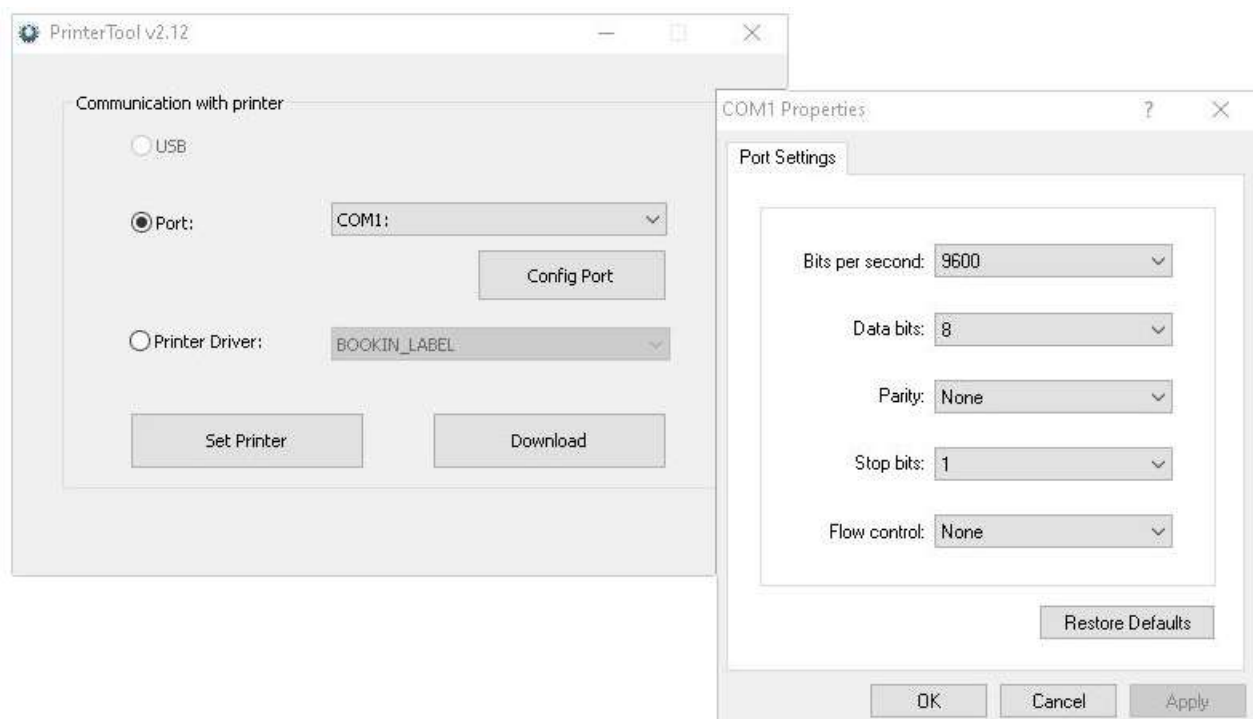 PrinterTool v2.12
Communication with printer
USB
Port: COM1:
Config Port
Printer Driver: BOOKIN_LABEL
Set Printer Download
COM1 Properties ?
Port Settings
Bits per second: 9600
Data bits: 8
Parity: None
Stop bits: 1
Flow control: None
Restore Defaults
OK Cancel Apply